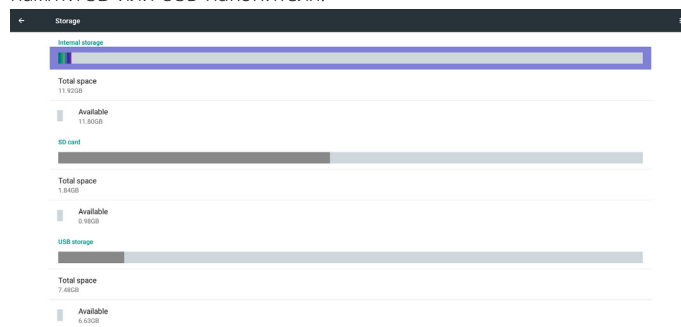 Storage
Internal storage
Total space
11.92GB
Available
11.80GB
SD card
Total space
1.84GB
Available
0.98GB
USB storage
Total space
7.48GB
Available
6.63GB